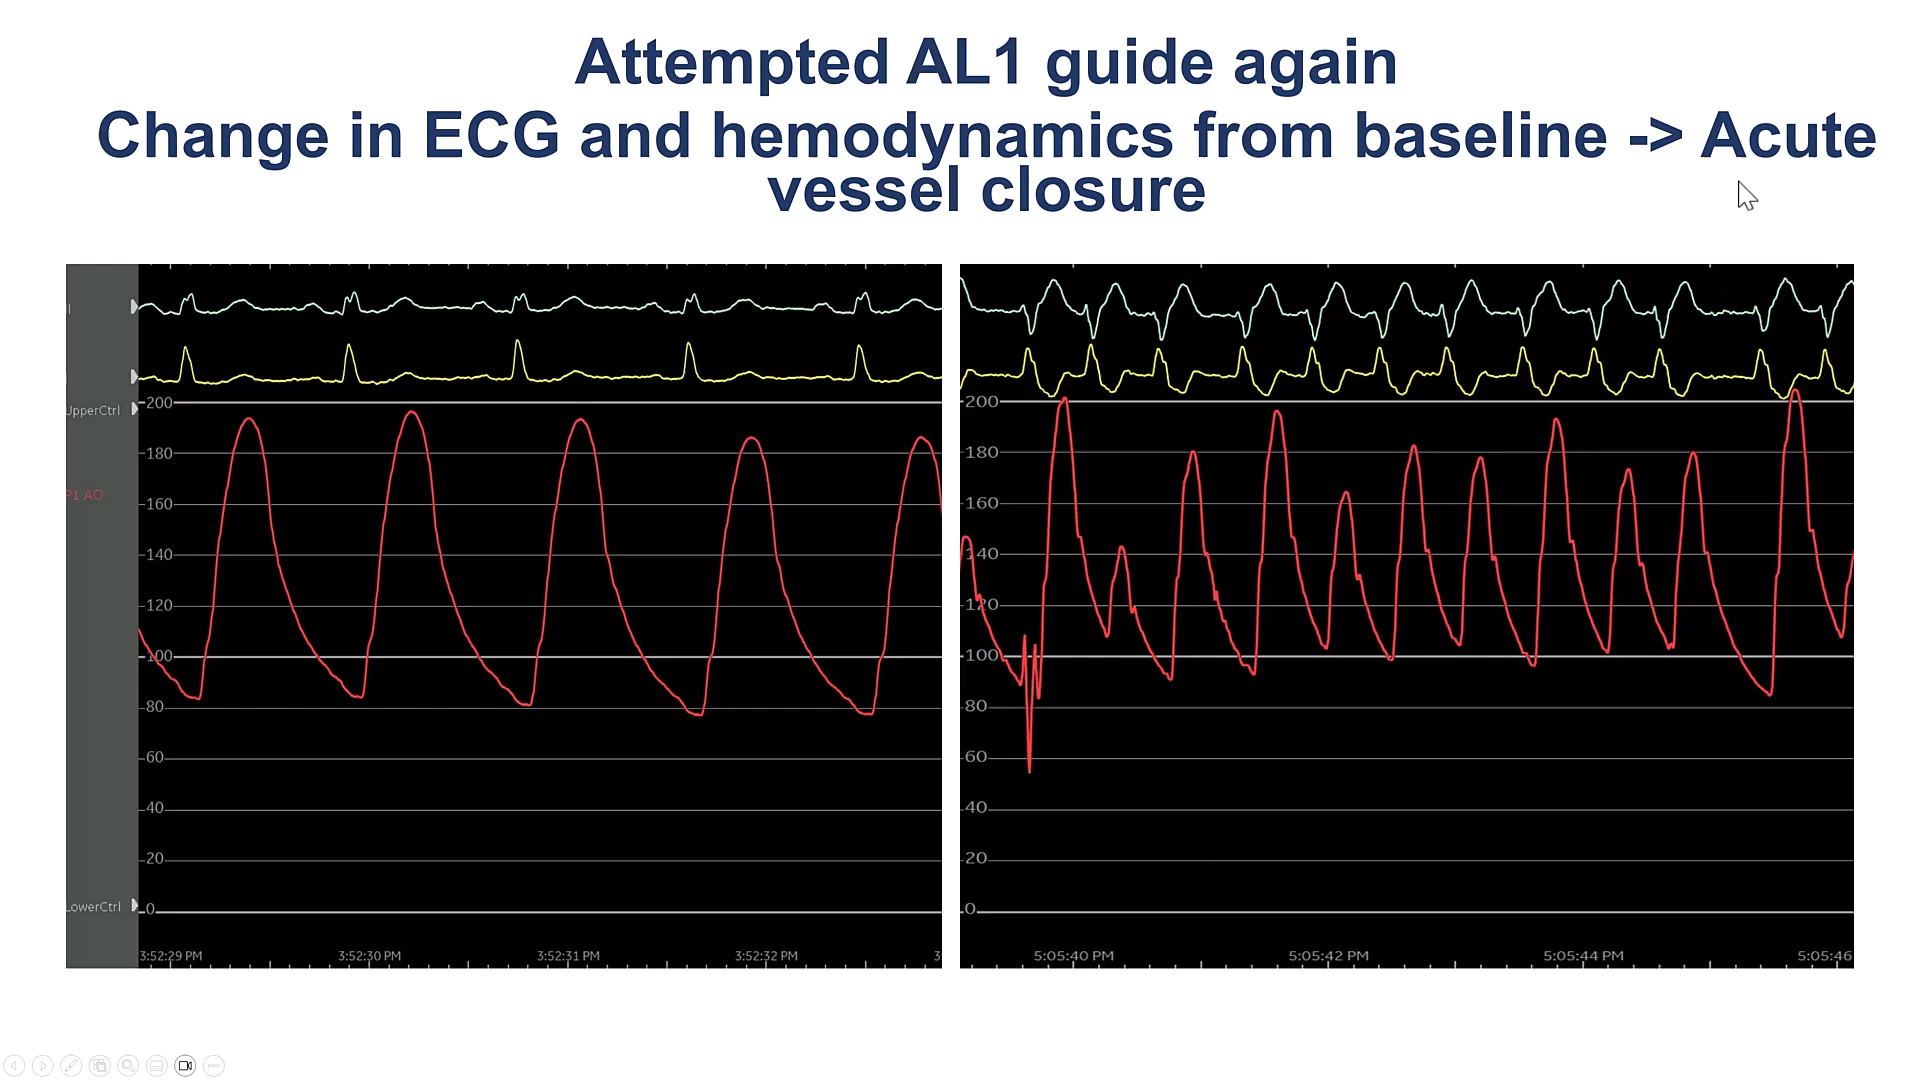 Attempted AL1 guide again
Change in ECG and hemodynamics from baseline -> Acute
vessel closure
II
UpperCtrl
P1 AO
LowerCtrl
200
180
160
140
120
100
80
60
40
20
0
3:52:29 PM 3:52:30 PM 3:52:31 PM 3:52:32 PM 3
200
180
160
140
120
100
80
60
40
20
0
5:05:40 PM 5:05:42 PM 5:05:44 PM 5:05:46